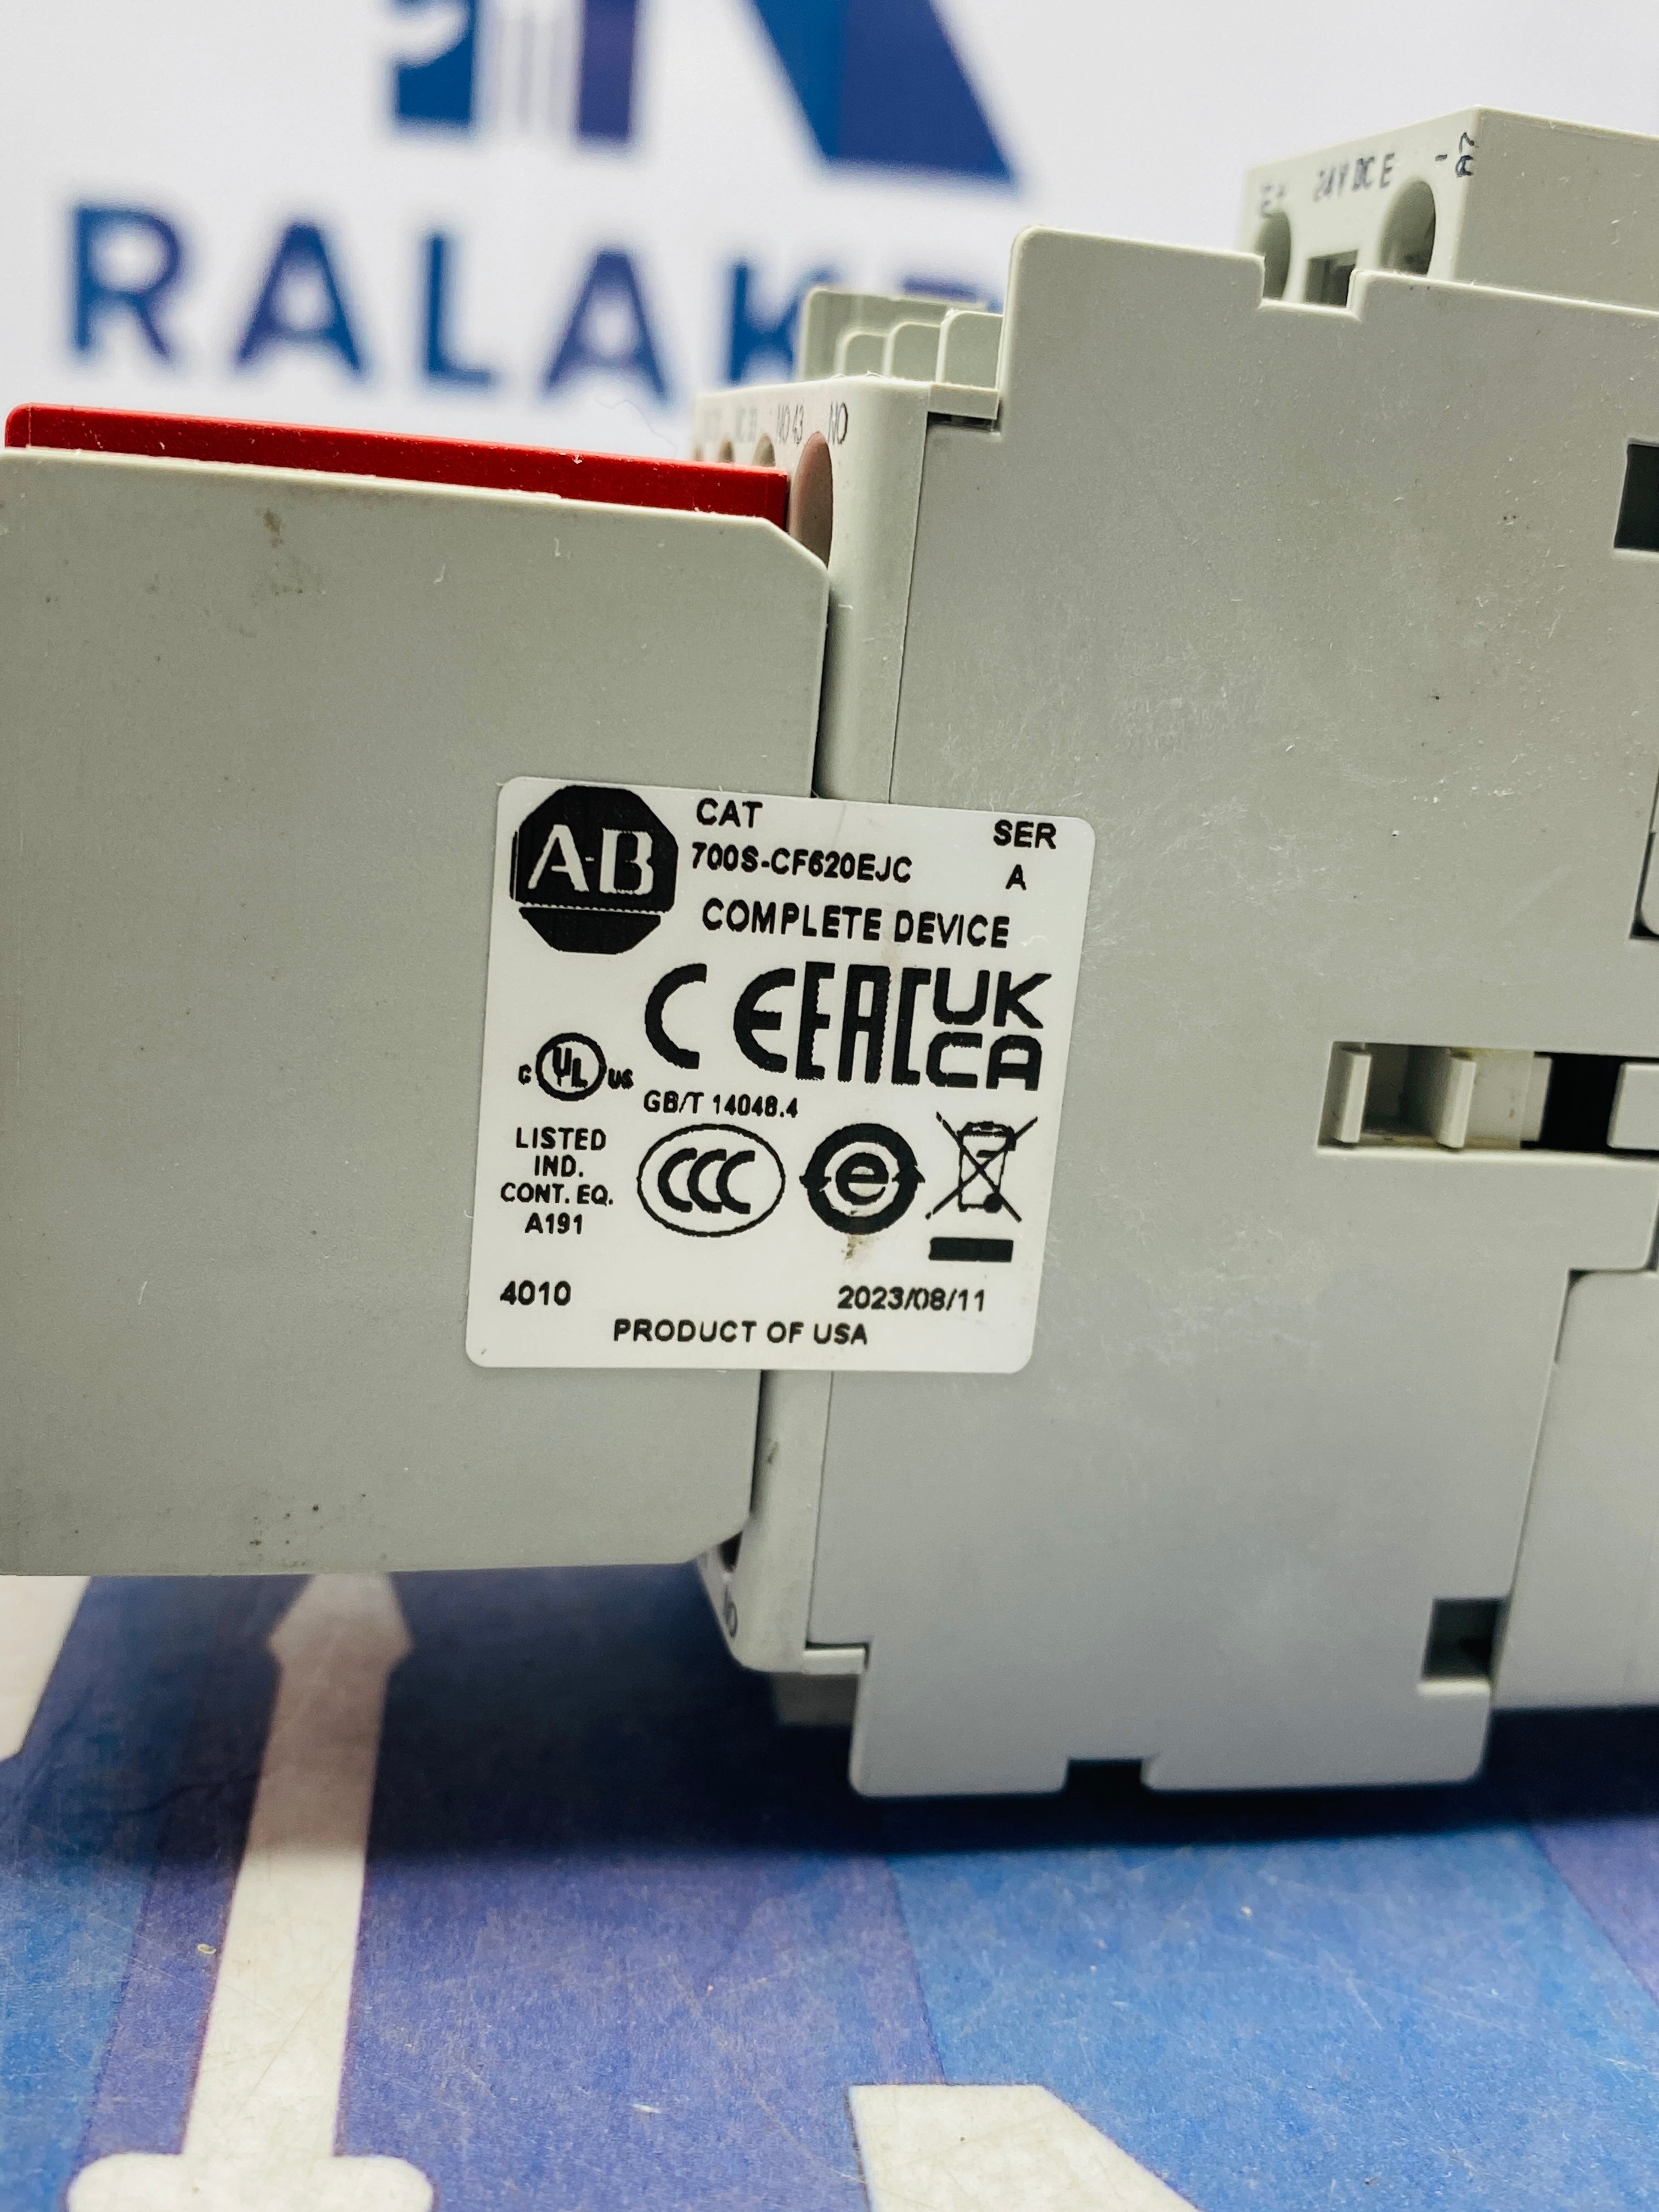 RALAK
24V DC E -
A7
NO 43 NO
A-B
CAT
SER
700S-CF620EJC
A
COMPLETE DEVICE
CE EAC UK
CA
c UL us
GB/T 14048.4
LISTED
IND.
CONT. EQ.
A191
CCC
e
4010
2023/08/11
PRODUCT OF USA